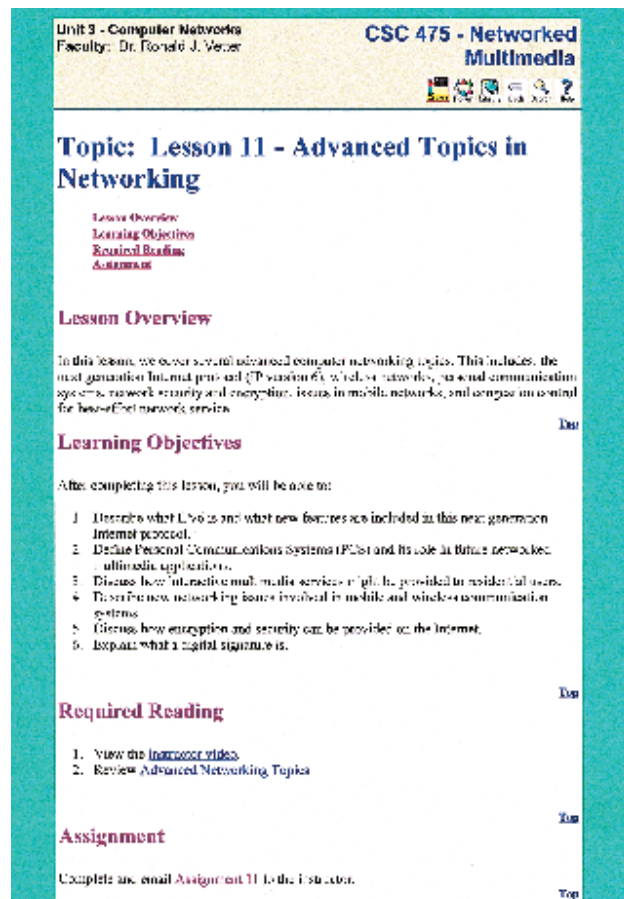 Unit 3 - Computer Networks
CSC 475 - Networked
Faculty: Dr. Ronald J. Vetter
Multimedia
Back Search Help
Topic: Lesson 11 - Advanced Topics in
Networking
Lesson Overview
Learning Objectives
Required Reading
Assignment
Lesson Overview
In this lesson, we cover several advanced computer networking topics. This includes, the
next generation Internet protocol (IP version 6), wireless networks, personal communication
systems, network security and encryption, issues in mobile networks, and congestion control
for best-effort network service
Top
Learning Objectives
After completing this lesson, you will be able to:
1. Describe what IPv6 is and what new features are included in this next generation
Internet protocol.
2. Define Personal Communications Systems (PCS) and its role in future networked
multimedia applications.
3. Discuss how interactive multimedia services might be provided to residential users.
4. Describe new networking issues involved in mobile and wireless communication
systems
5. Discuss how encryption and security can be provided on the Internet.
6. Explain what a digital signature is.
Top
Required Reading
1. View the instructor video.
2. Review Advanced Networking Topics
Top
Assignment
Complete and email Assignment 11 to the instructor.
Top